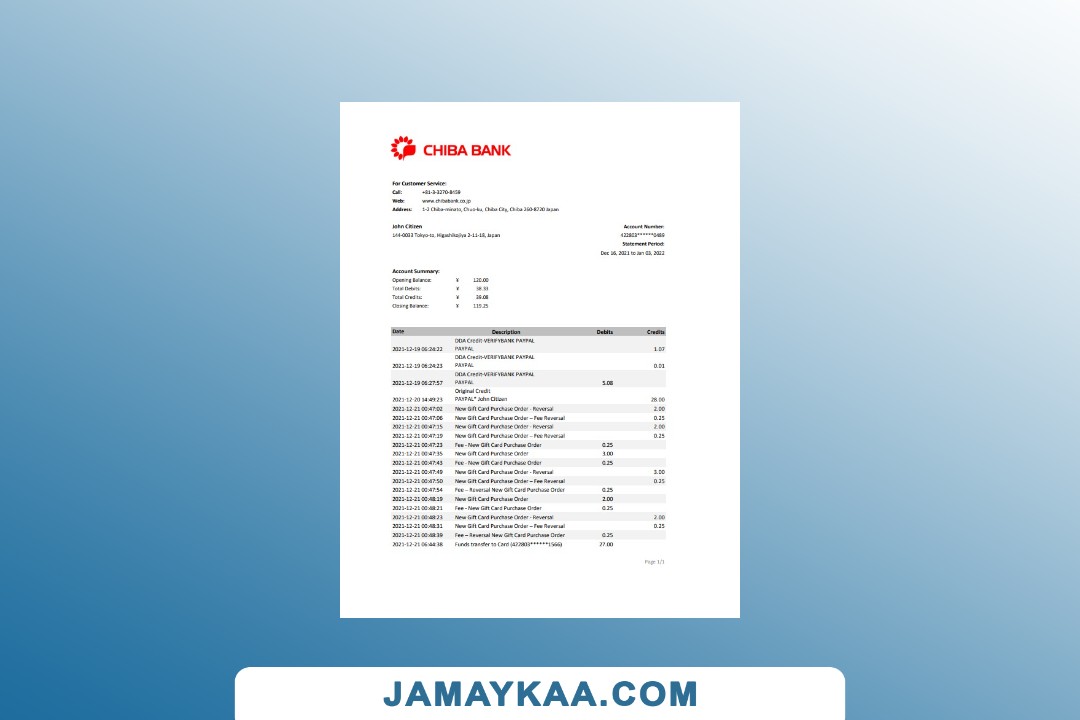 CHIBA BANK
For Customer Service:
Call: +81-3-3270-8459
Web: www.chibabank.co.jp
Address: 1-2 Chiba-minato, Chuo-ku, Chiba City, Chiba 260-8720 Japan
John Citizen Account Number:
144-0033 Tokyo-to, Higashikojiya 2-11-18, Japan 422803******6489
Statement Period:
Dec 16, 2021 to Jan 03, 2022
Account Summary:
Opening Balance: ¥ 120.00
Total Debits: ¥ 38.33
Total Credits: ¥ 39.08
Closing Balance: ¥ 119.25
Date Description Debits Credits
DDA Credit-VERIFYBANK PAYPAL
2021-12-19 06:24:22 PAYPAL 1.07
DDA Credit-VERIFYBANK PAYPAL
2021-12-19 06:24:23 PAYPAL 0.01
DDA Credit-VERIFYBANK PAYPAL
2021-12-19 06:27:57 PAYPAL 5.08
Original Credit
2021-12-20 14:49:23 PAYPAL* John Citizen 28.00
2021-12-21 00:47:02 New Gift Card Purchase Order - Reversal 2.00
2021-12-21 00:47:06 New Gift Card Purchase Order – Fee Reversal 0.25
2021-12-21 00:47:15 New Gift Card Purchase Order - Reversal 2.00
2021-12-21 00:47:19 New Gift Card Purchase Order – Fee Reversal 0.25
2021-12-21 00:47:23 Fee - New Gift Card Purchase Order 0.25
2021-12-21 00:47:35 New Gift Card Purchase Order 3.00
2021-12-21 00:47:43 Fee - New Gift Card Purchase Order 0.25
2021-12-21 00:47:49 New Gift Card Purchase Order - Reversal 3.00
2021-12-21 00:47:50 New Gift Card Purchase Order – Fee Reversal 0.25
2021-12-21 00:47:54 Fee – Reversal New Gift Card Purchase Order 0.25
2021-12-21 00:48:19 New Gift Card Purchase Order 2.00
2021-12-21 00:48:21 Fee - New Gift Card Purchase Order 0.25
2021-12-21 00:48:23 New Gift Card Purchase Order - Reversal 2.00
2021-12-21 00:48:31 New Gift Card Purchase Order – Fee Reversal 0.25
2021-12-21 00:48:39 Fee – Reversal New Gift Card Purchase Order 0.25
2021-12-21 06:44:38 Funds transfer to Card (422803******1566) 27.00
Page 1/1
JAMAYKAA.COM